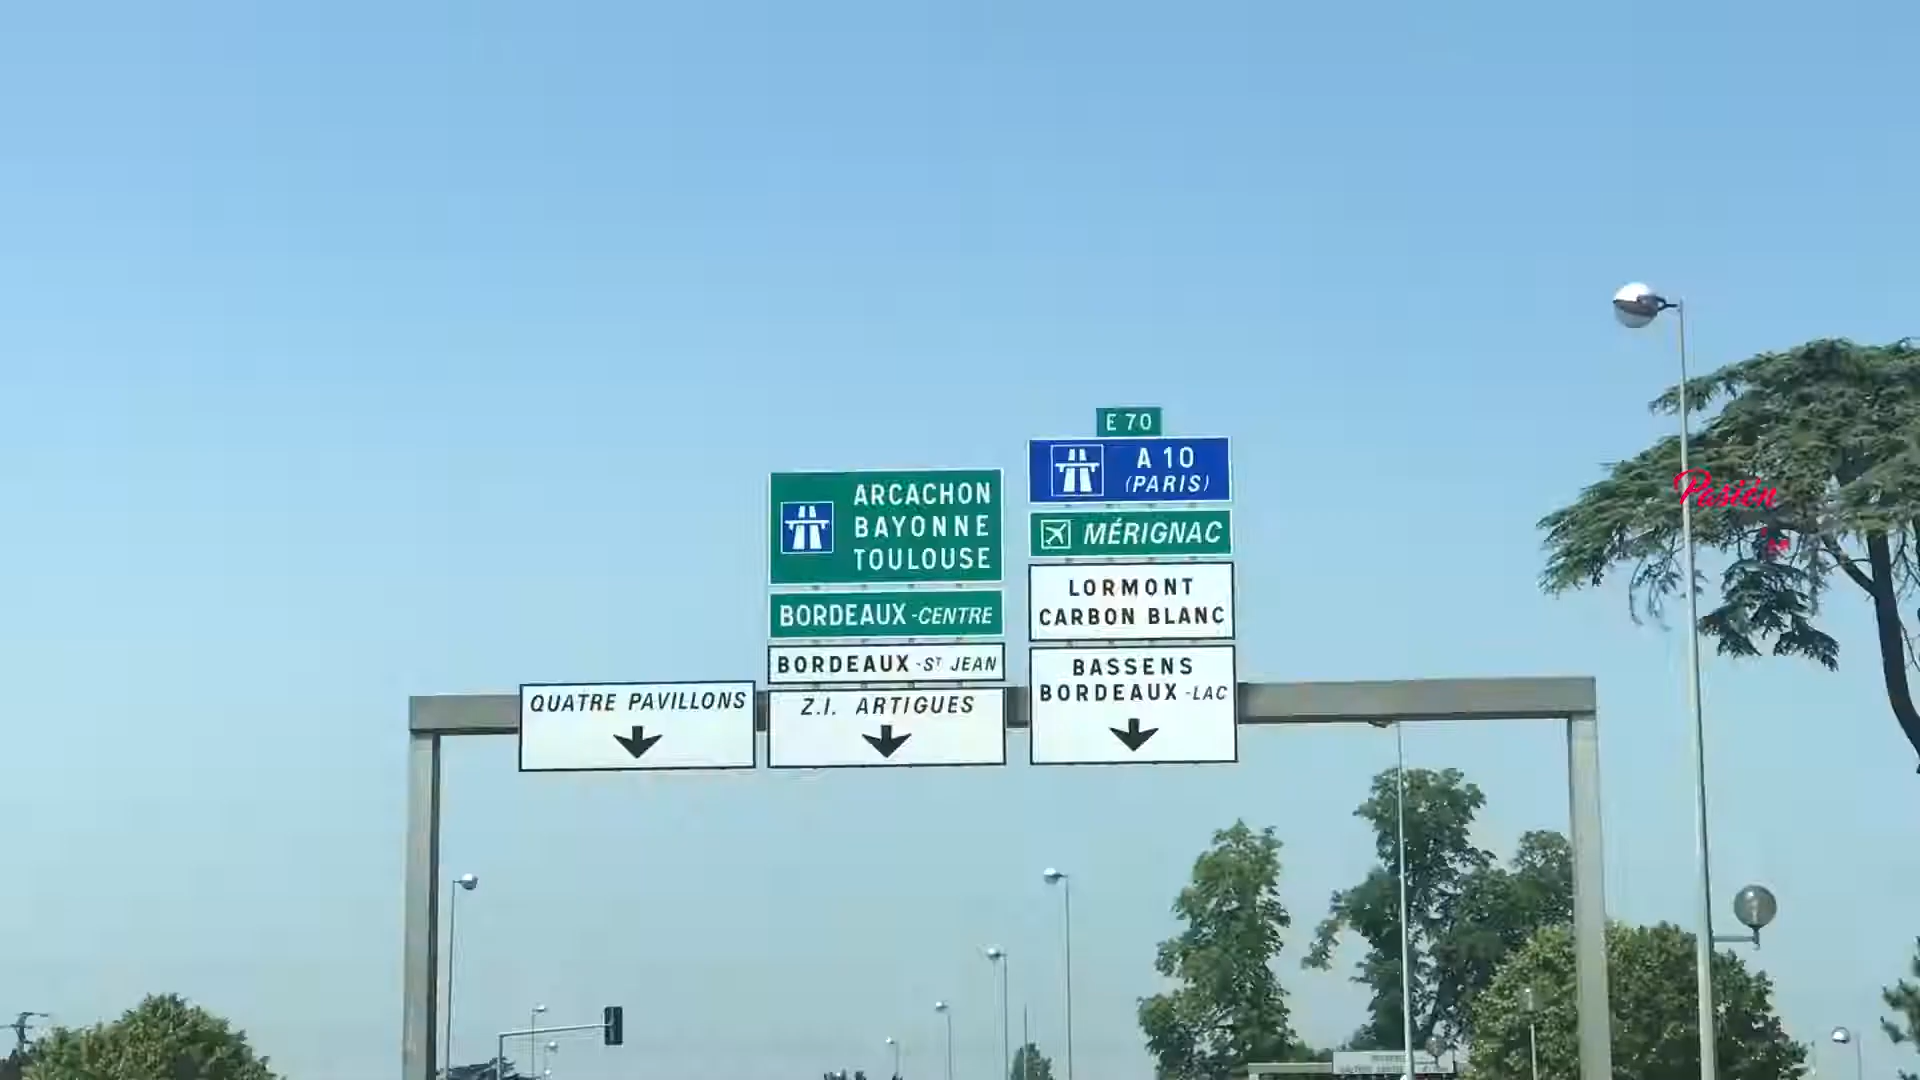 QUATRE PAVILLONS
ARCACHON
BAYONNE
TOULOUSE
BORDEAUX-CENTRE
BORDEAUX-ST JEAN
Z.I. ARTIGUES
E 70
A 10
(PARIS)
MÉRIGNAC
LORMONT
CARBON BLANC
BASSENS
BORDEAUX-LAC
Pasión